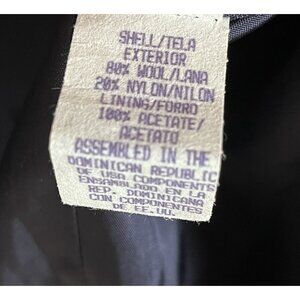 SHELL/TELA
EXTERIOR
80% WOOL/LANA
20% NYLON/NILON
LINING/FORRO
100% ACETATE/
ACETATO
ASSEMBLED IN THE
DOMINICAN REPUBLIC
OF USA COMPONENTS
ENSAMBLADO EN LA
REP. DOMINICANA
CON COMPONENTES
DE EE.UU.